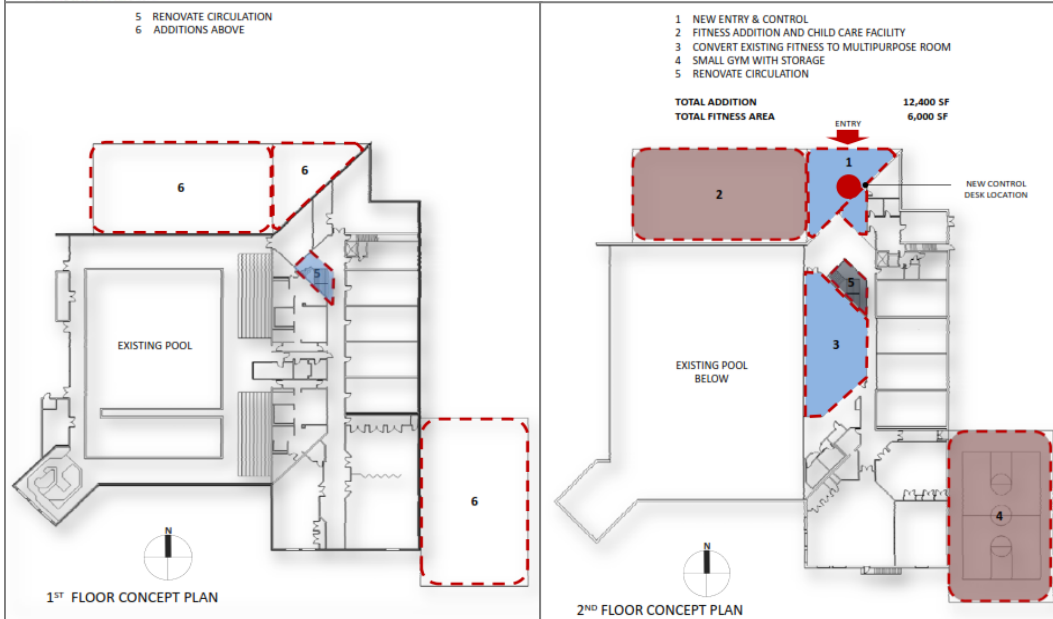 5 RENOVATE CIRCULATION
6 ADDITIONS ABOVE
6
6
5
EXISTING POOL
6
N
1ST FLOOR CONCEPT PLAN
1 NEW ENTRY & CONTROL
2 FITNESS ADDITION AND CHILD CARE FACILITY
3 CONVERT EXISTING FITNESS TO MULTIPURPOSE ROOM
4 SMALL GYM WITH STORAGE
5 RENOVATE CIRCULATION
TOTAL ADDITION 12,400 SF
TOTAL FITNESS AREA 6,000 SF
ENTRY
1
2
NEW CONTROL
DESK LOCATION
5
3
EXISTING POOL
BELOW
4
N
2ND FLOOR CONCEPT PLAN